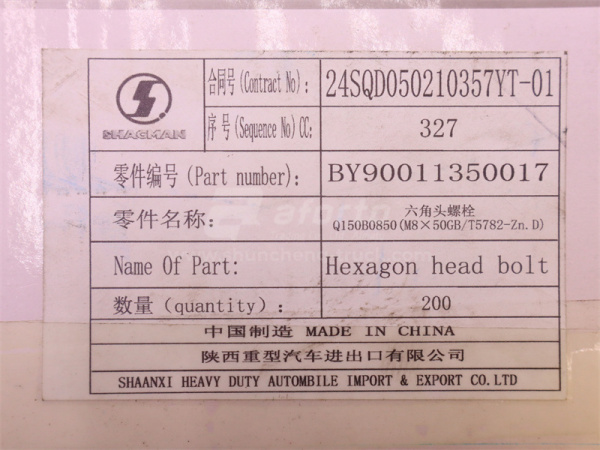 SHACMAN
合同号(Contract No): 24SQD050210357YT-01
序号(Sequence No)CC: 327
零件编号(Part number): BY90011350017
零件名称: 六角头螺栓
Q150B0850(M8×50GB/T5782-Zn.D)
Name Of Part: Hexagon head bolt
数量(quantity): 200
中国制造 MADE IN CHINA
陕西重型汽车进出口有限公司
SHAANXI HEAVY DUTY AUTOMBILE IMPORT & EXPORT CO.LTD